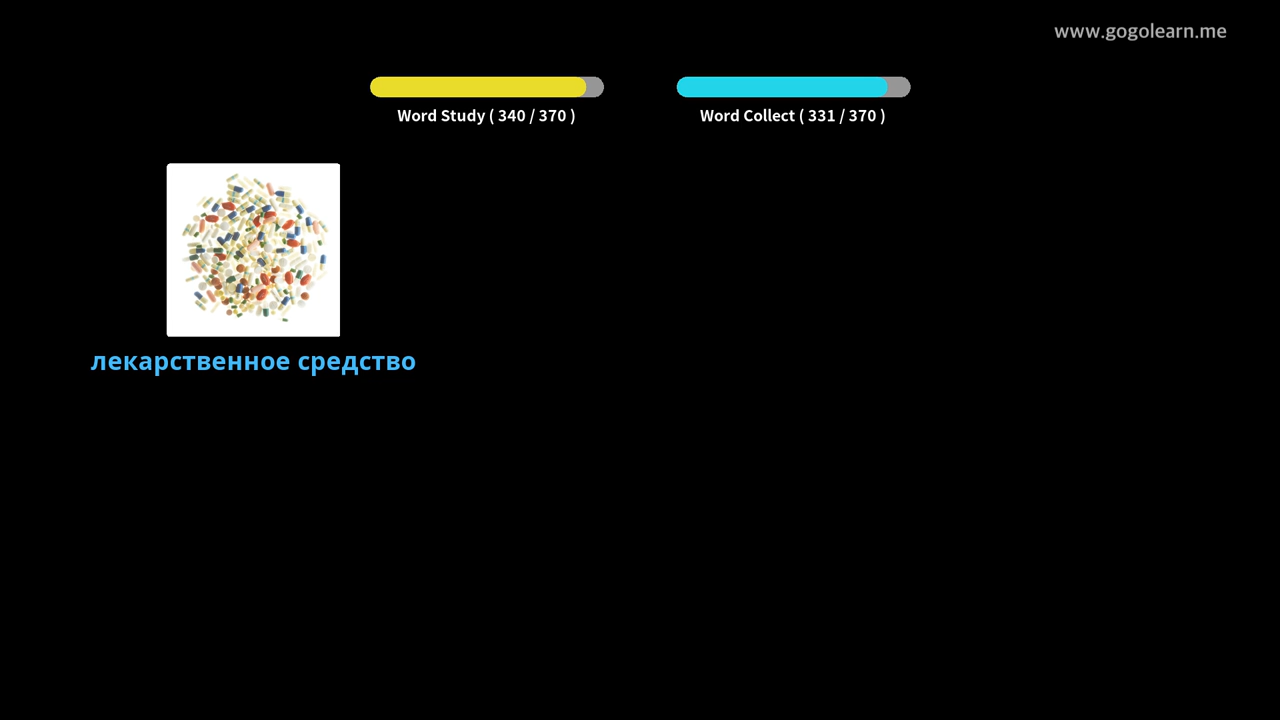 www.gogolearn.me
Word Study ( 340 / 370 )
Word Collect ( 331 / 370 )
лекарственное средство